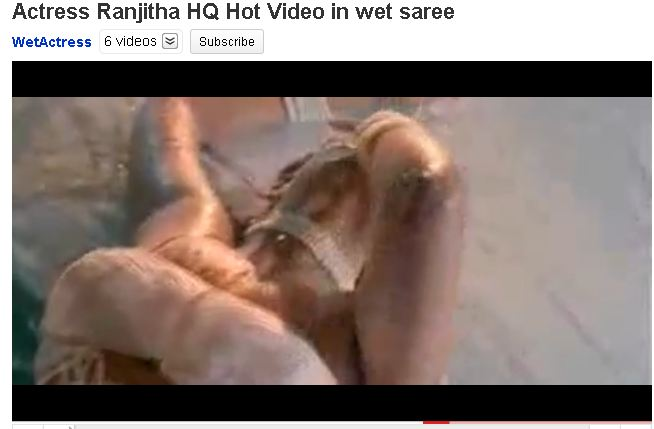 Actress Ranjitha HQ Hot Video in wet saree
WetActress 6 videos Subscribe